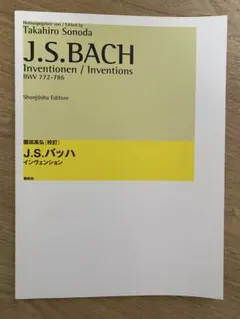 Herausgegeben von / Edited by
Takahiro Sonoda
J.S.BACH
Inventionen / Inventions
BWV 772-786
Shunjūsha Edition
園田高弘[校訂]
J.S.バッハ
インヴェンション
春秋社